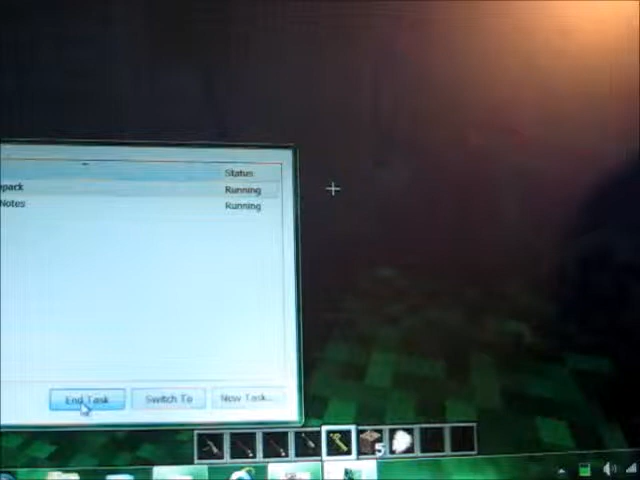 Status
epack Running
Notes Running
End Task Switch To New Task...
5